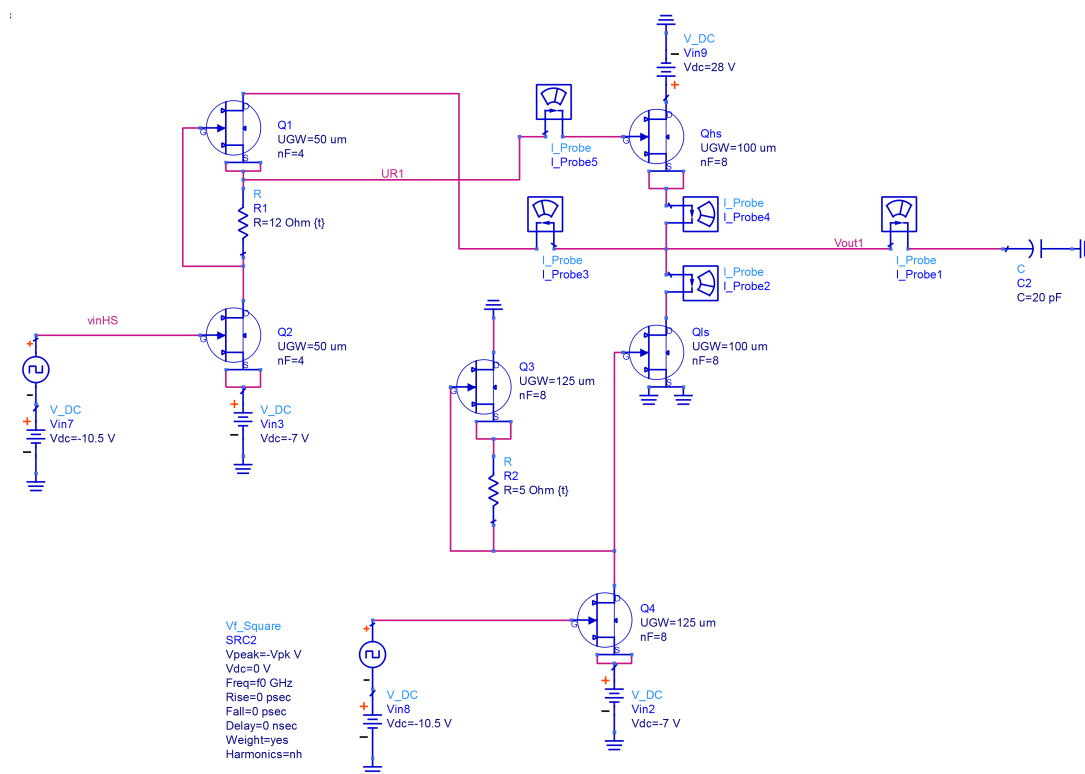 V_DC
Vin9
Vdc=28 V
Q1
UGW=50 um
nF=4
D
G
S
I_Probe
I_Probe5
Qhs
UGW=100 um
nF=8
D
G
S
UR1
R
R1
R=12 Ohm {t}
I_Probe
I_Probe4
I_Probe
I_Probe3
Vout1
I_Probe
I_Probe1
C
C2
C=20 pF
I_Probe
I_Probe2
vinHS
Q2
UGW=50 um
nF=4
D
G
S
Qls
UGW=100 um
nF=8
D
G
Q3
UGW=125 um
nF=8
D
G
S
V_DC
Vin7
Vdc=-10.5 V
V_DC
Vin3
Vdc=-7 V
R
R2
R=5 Ohm {t}
Q4
UGW=125 um
nF=8
D
G
S
Vf_Square
SRC2
Vpeak=-Vpk V
Vdc=0 V
Freq=f0 GHz
Rise=0 psec
Fall=0 psec
Delay=0 nsec
Weight=yes
Harmonics=nh
V_DC
Vin8
Vdc=-10.5 V
V_DC
Vin2
Vdc=-7 V